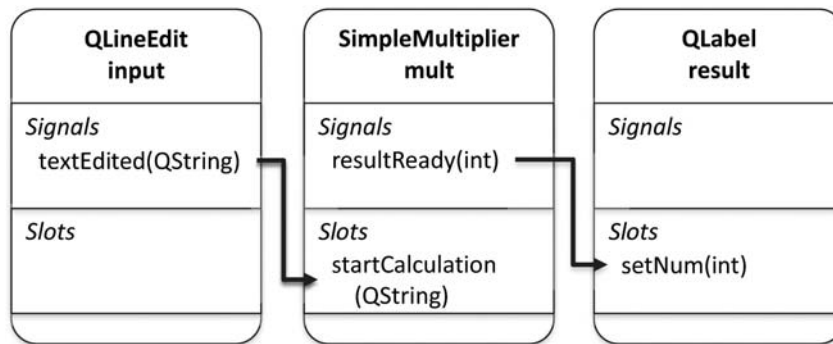 QLineEdit
input
Signals
textEdited(QString)
Slots
SimpleMultiplier
mult
Signals
resultReady(int)
Slots
startCalculation
(QString)
QLabel
result
Signals
Slots
setNum(int)